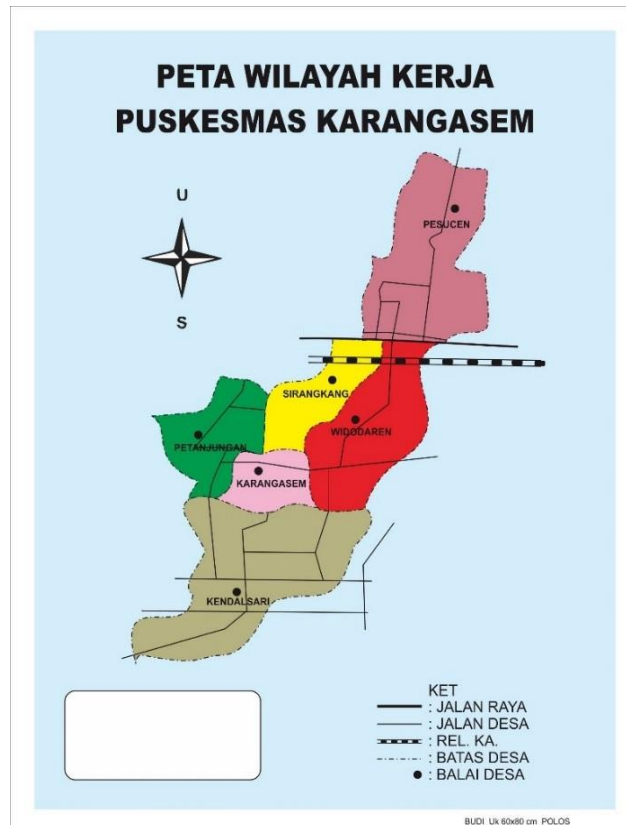 PETA WILAYAH KERJA
PUSKESMAS KARANGASEM
U
S
PESUCEN
SIRANGKANG
WIDODAREN
PETANJUNGAN
KARANGASEM
KENDALSARI
KET
: JALAN RAYA
: JALAN DESA
: REL. KA.
: BATAS DESA
: BALAI DESA
BUDI Uk 60x80 cm POLOS